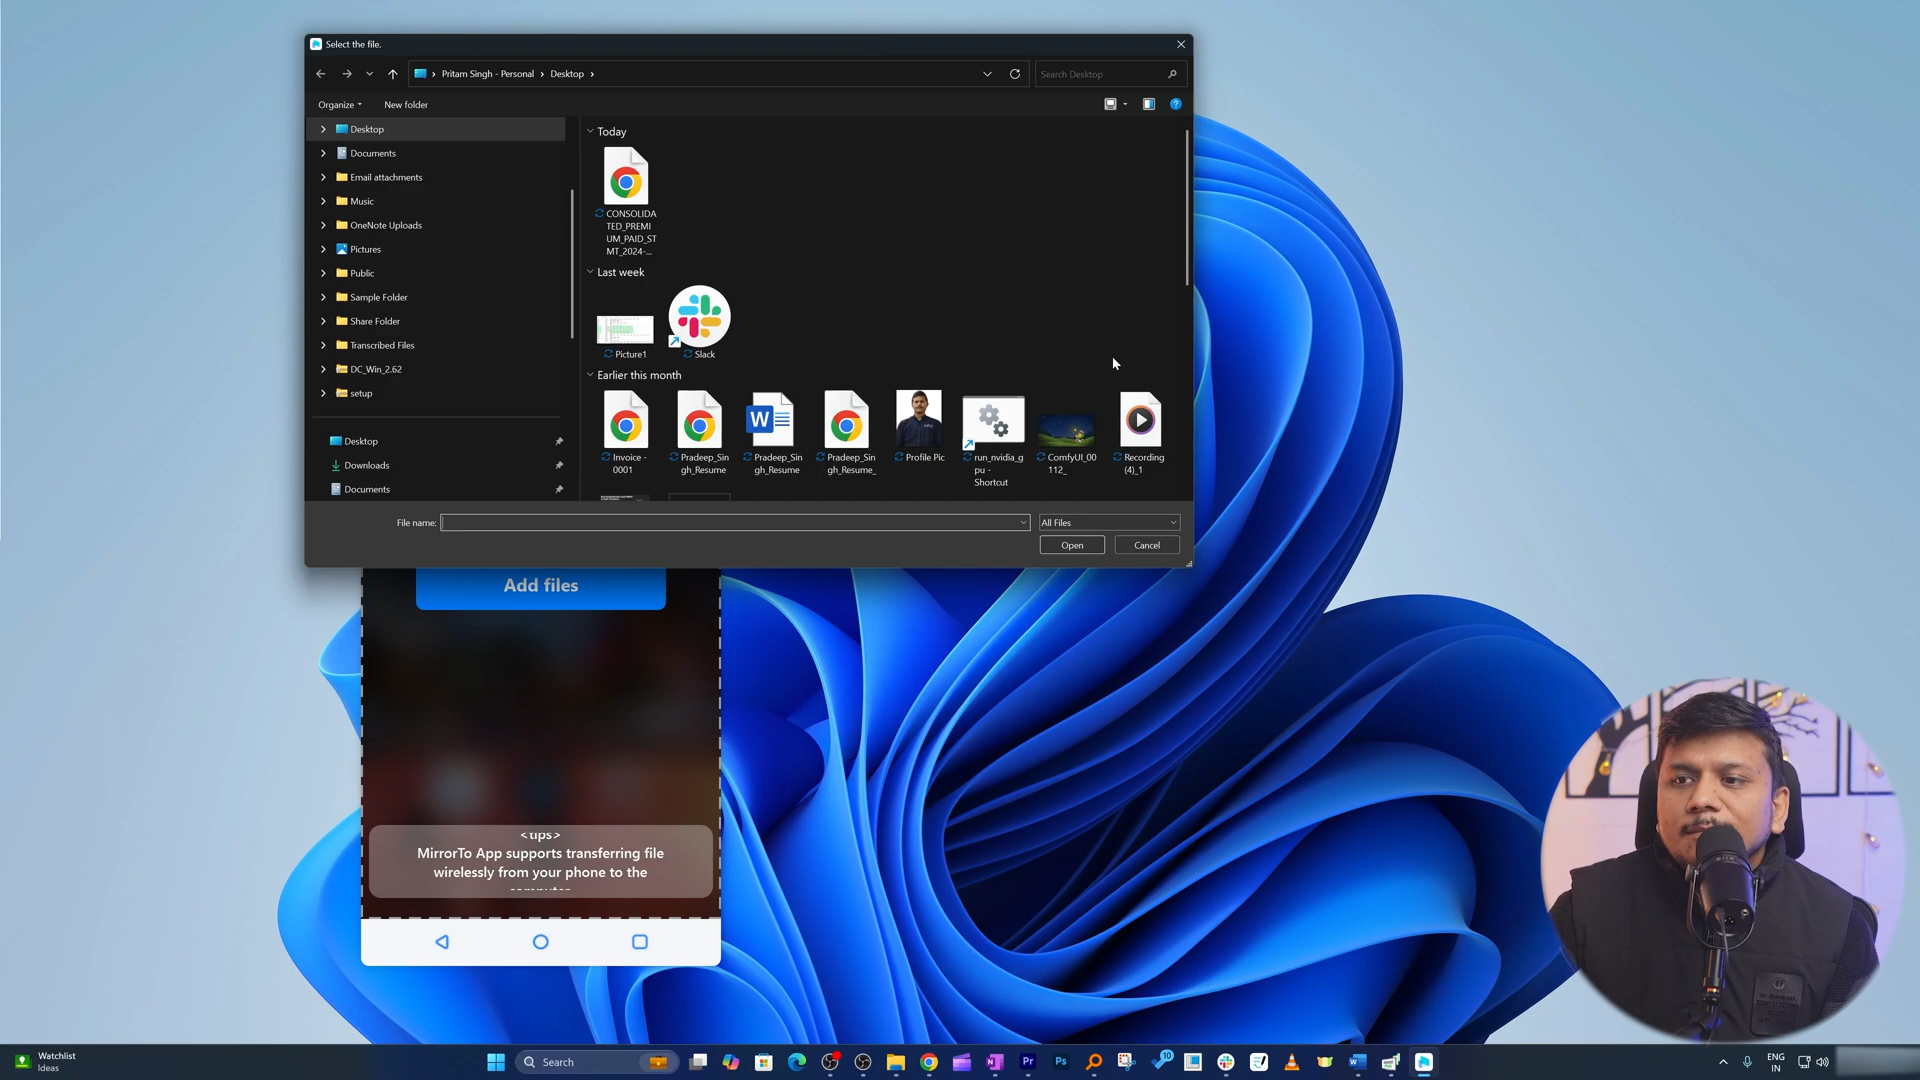 Select the file.
Pritam Singh - Personal
Desktop
Search Desktop
Organize
New folder
Desktop
Documents
Email attachments
Music
OneNote Uploads
Pictures
Public
Sample Folder
Share Folder
Transcribed Files
DC_Win_2.62
setup
Desktop
Downloads
Documents
Today
CONSOLIDA
TED_PREMI
UM_PAID_ST
MT_2024-...
Last week
Picture1
Slack
Earlier this month
Invoice -
0001
Pradeep_Sin
gh_Resume
Pradeep_Sin
gh_Resume
Pradeep_Sin
gh_Resume_
Profile Pic
run_nvidia_g
pu -
Shortcut
ComfyUI_00
112_
Recording
(4)_1
File name:
All Files
Open
Cancel
Add files
<tips>
MirrorTo App supports transferring file
wirelessly from your phone to the
computer
Watchlist
Ideas
Search
Pr
Ps
10
ENG
IN